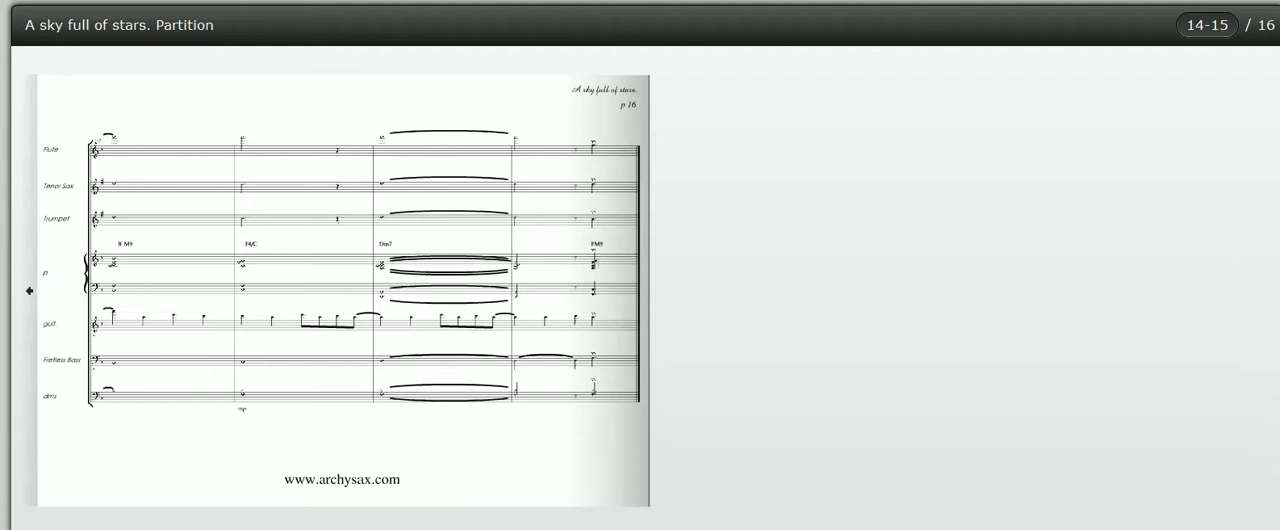 A sky full of stars. Partition
14-15 / 16
A sky full of stars.
p 16
Flute
Tenor Sax
Trumpet
F4/C
Dm7
FM9
p
guit.
Fretless Bass
dms
www.archysax.com